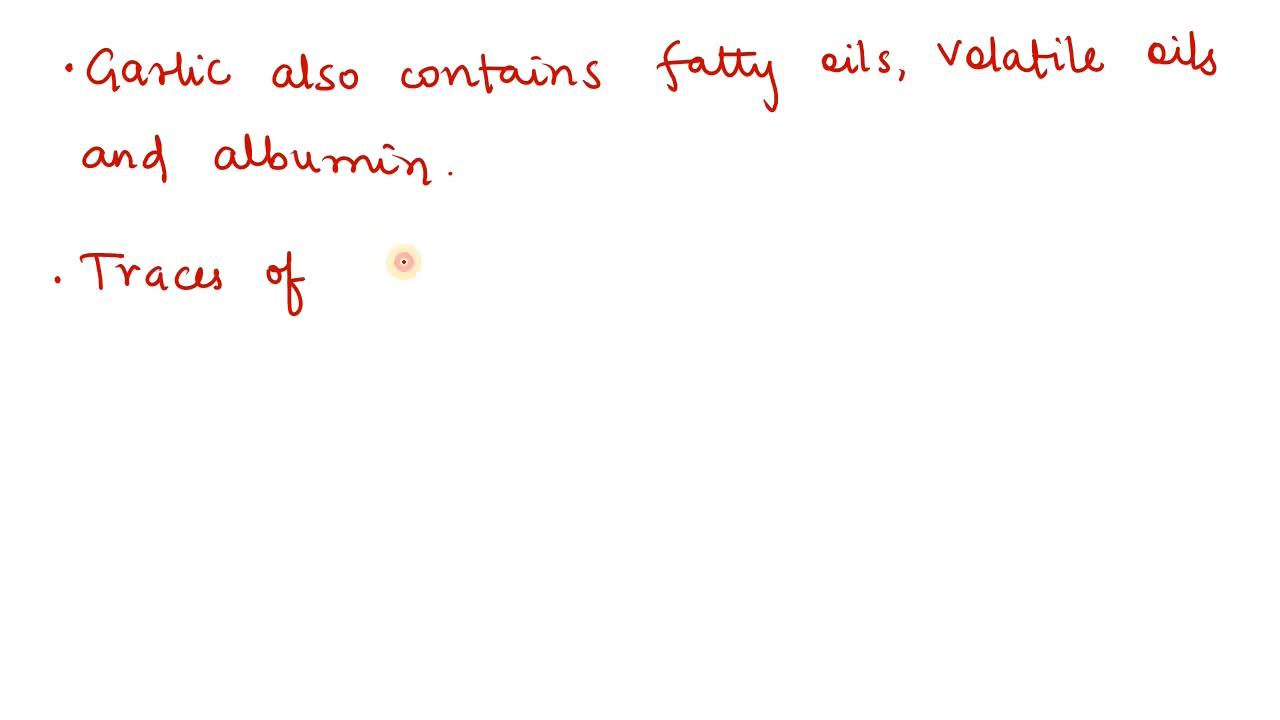 · Garlic also contains fatty oils, volatile oils
and albumin.
· Traces of